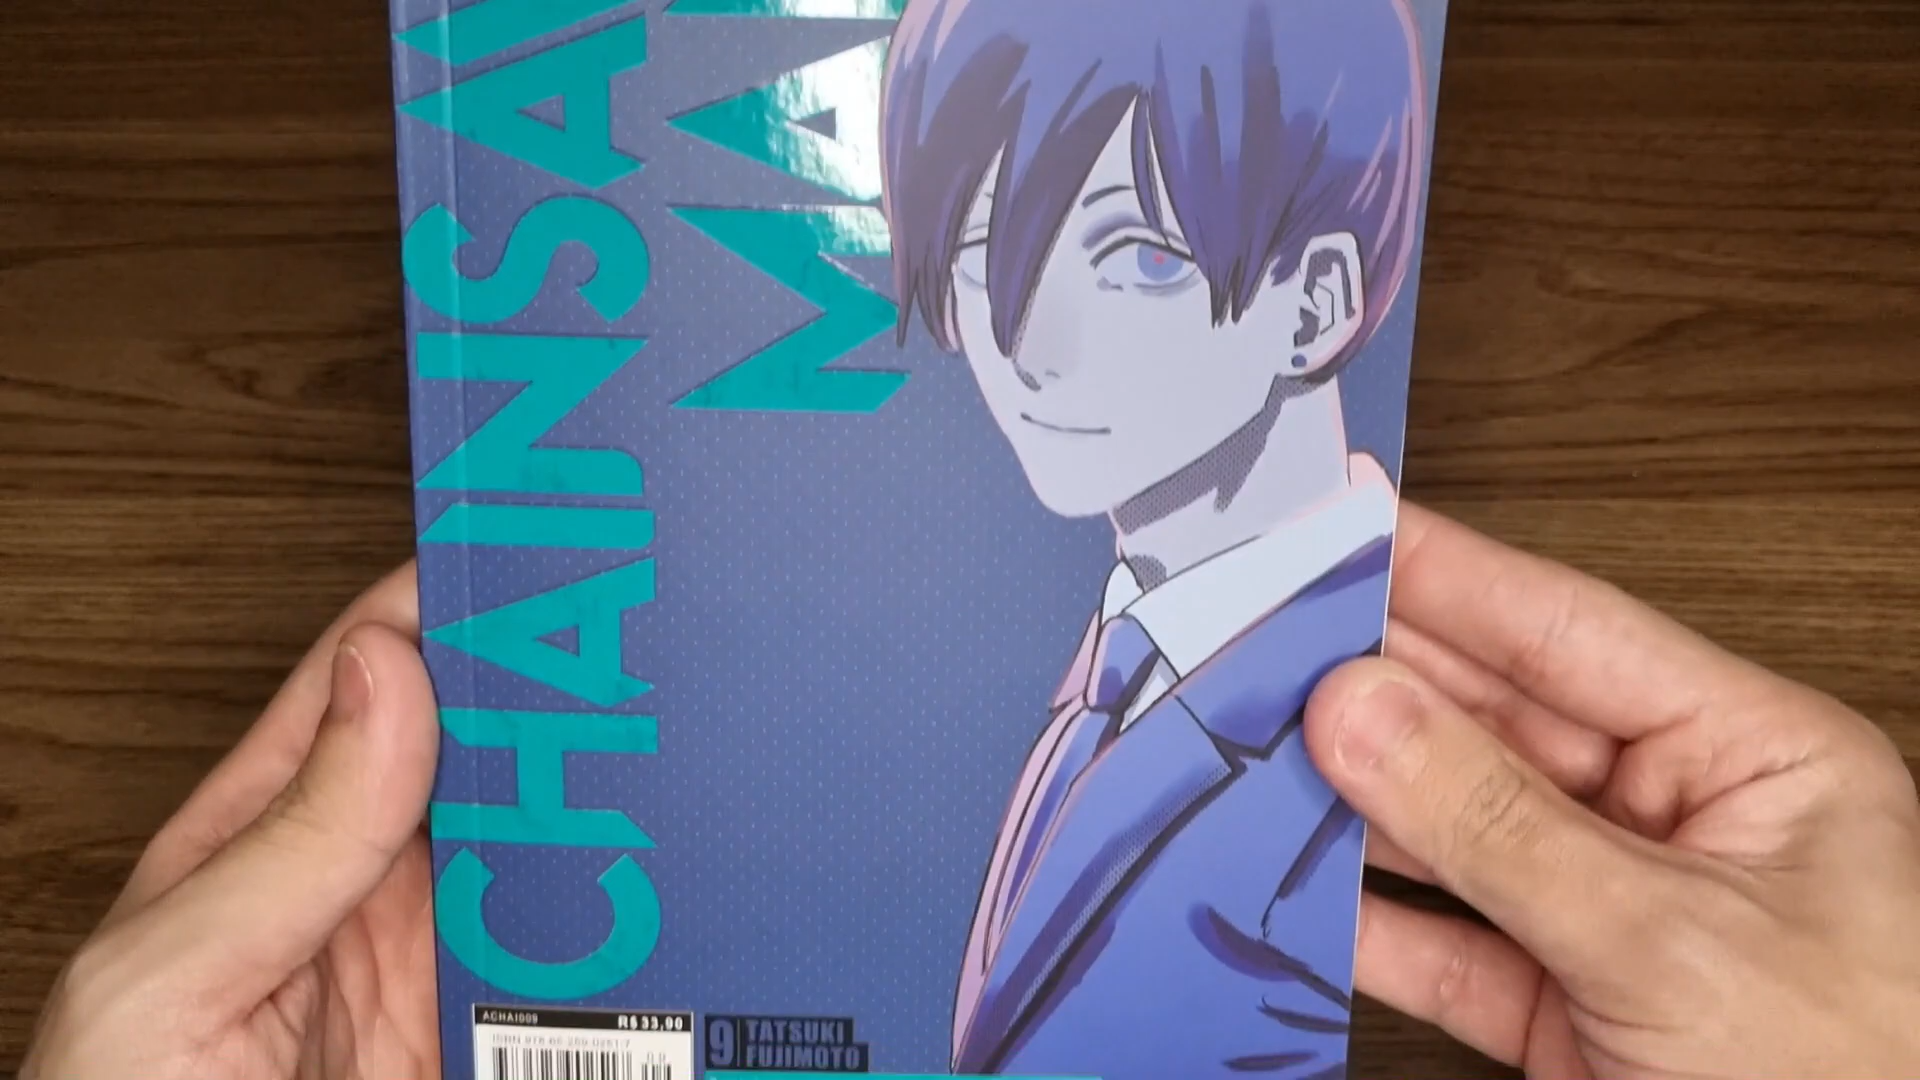 CHAINSAW
MAN
ACHAI009
R$ 33,90
9
TATSUKI
FUJIMOTO